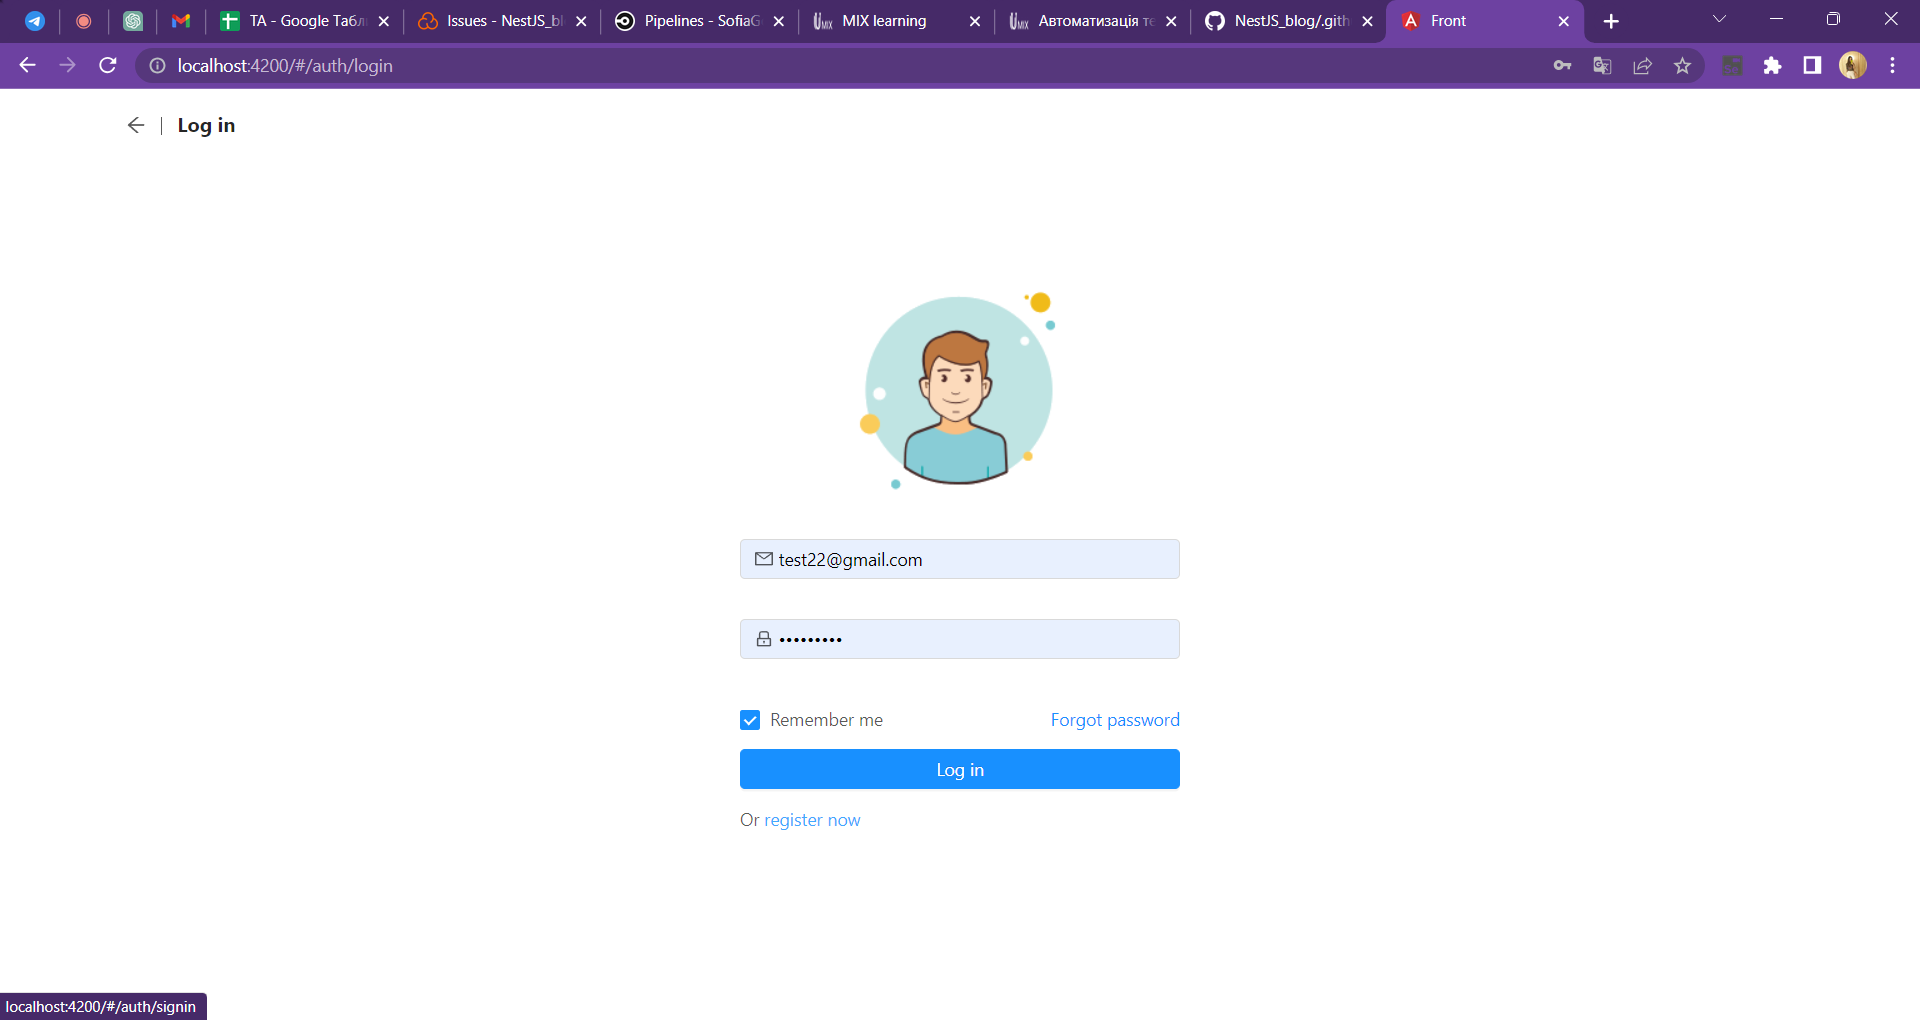 TA - Google Табл
Issues - NestJS_bl
Pipelines - SofiaG
MIX learning
Автоматизація те
NestJS_blog/.gith
Front
localhost:4200/#/auth/login
Log in
test22@gmail.com
•••••••••
Remember me
Forgot password
Log in
Or register now
localhost:4200/#/auth/signin